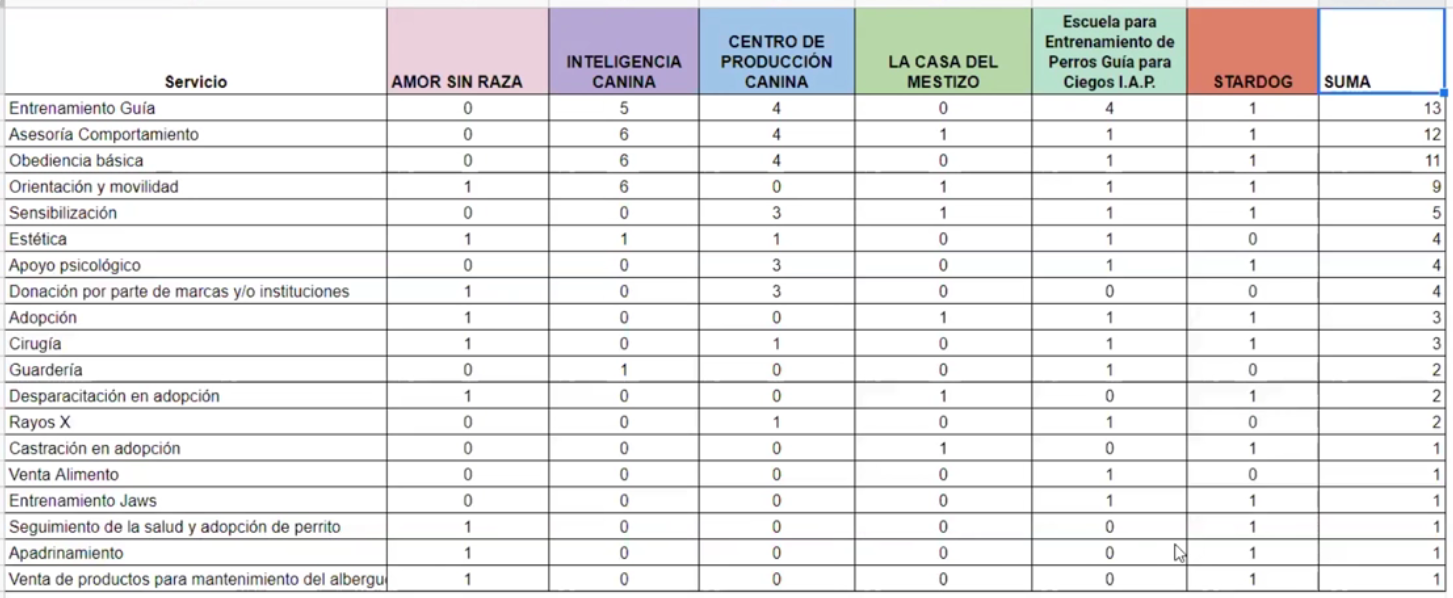 Servicio AMOR SIN RAZA INTELIGENCIA CANINA CENTRO DE PRODUCCIÓN CANINA LA CASA DEL MESTIZO Escuela para Entrenamiento de Perros Guía para Ciegos I.A.P. STARDOG SUMA
Entrenamiento Guía 0 5 4 0 4 1 13
Asesoría Comportamiento 0 6 4 1 1 1 12
Obediencia básica 0 6 4 0 1 1 11
Orientación y movilidad 1 6 0 1 1 1 9
Sensibilización 0 0 3 1 1 1 5
Estética 1 1 1 0 1 0 4
Apoyo psicológico 0 0 3 0 1 1 4
Donación por parte de marcas y/o instituciones 1 0 3 0 0 0 4
Adopción 1 0 0 1 1 1 3
Cirugía 1 0 1 0 1 1 3
Guardería 0 1 0 0 1 0 2
Desparacitación en adopción 1 0 0 1 0 1 2
Rayos X 0 0 1 0 1 0 2
Castración en adopción 0 0 0 1 0 1 1
Venta Alimento 0 0 0 0 1 0 1
Entrenamiento Jaws 0 0 0 0 1 1 1
Seguimiento de la salud y adopción de perrito 1 0 0 0 0 1 1
Apadrinamiento 1 0 0 0 0 1 1
Venta de productos para mantenimiento del albergu 1 0 0 0 0 1 1